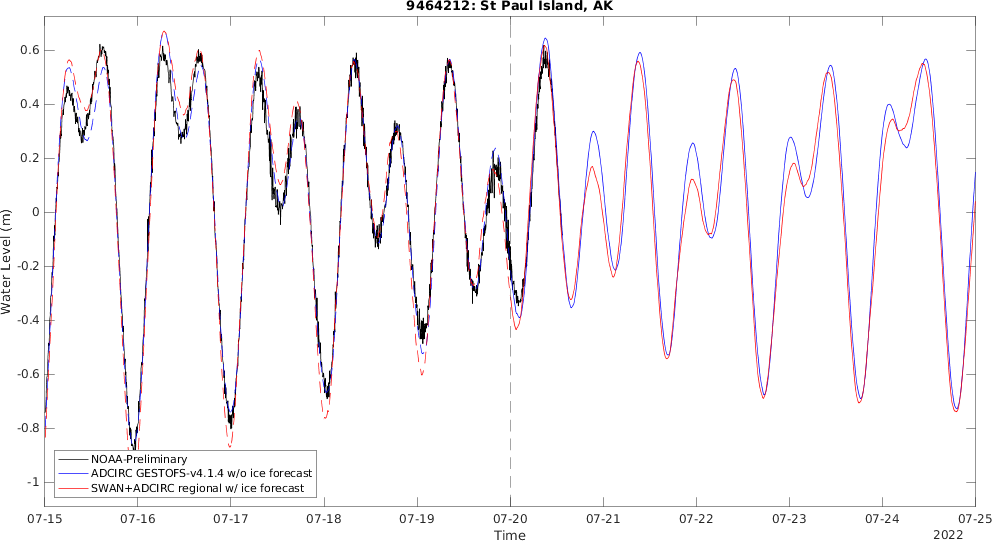 9464212: St Paul Island, AK
Water Level (m)
0.6
0.4
0.2
0
-0.2
-0.4
-0.6
-0.8
-1
NOAA-Preliminary
ADCIRC GESTOFS-v4.1.4 w/o ice forecast
SWAN+ADCIRC regional w/ ice forecast
07-15 07-16 07-17 07-18 07-19 07-20 07-21 07-22 07-23 07-24 07-25
Time
2022